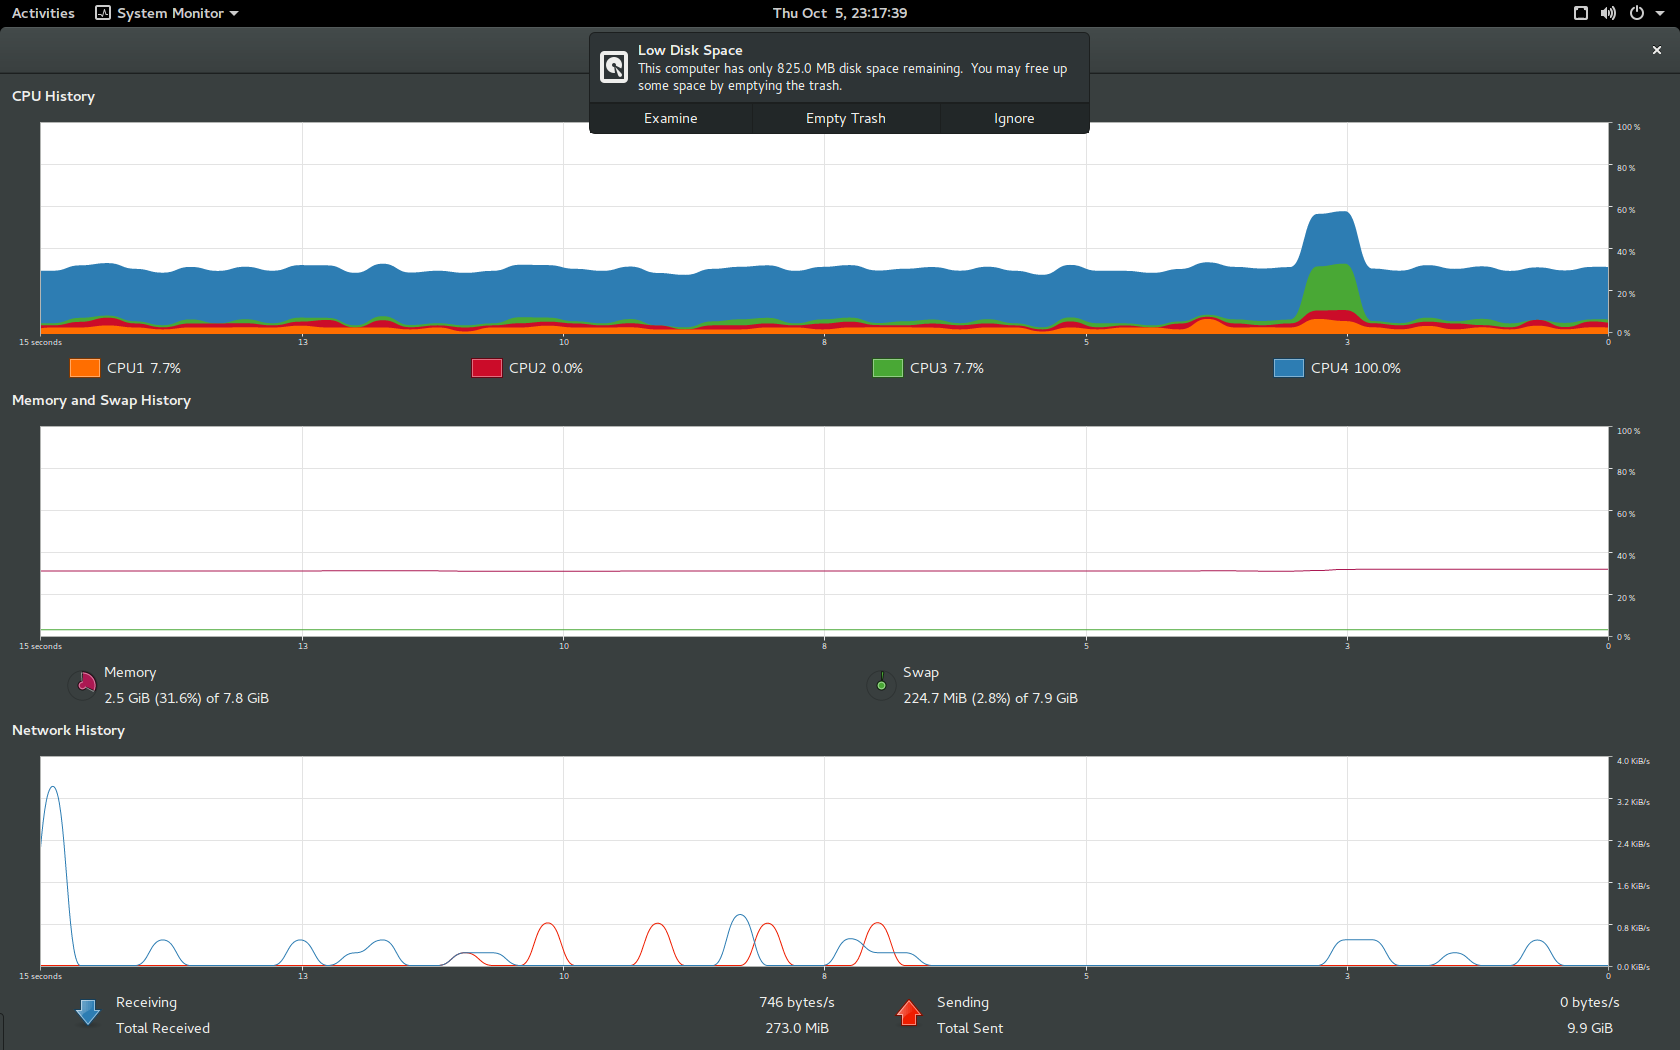 Activities System Monitor Thu Oct 5, 23:17:39
Low Disk Space
This computer has only 825.0 MB disk space remaining. You may free up
some space by emptying the trash.
Examine Empty Trash Ignore
CPU History
100 %
80 %
60 %
40 %
20 %
0 %
15 seconds 13 10 8 5 3 0
CPU1 7.7% CPU2 0.0% CPU3 7.7% CPU4 100.0%
Memory and Swap History
100 %
80 %
60 %
40 %
20 %
0 %
15 seconds 13 10 8 5 3 0
Memory
2.5 GiB (31.6%) of 7.8 GiB
Swap
224.7 MiB (2.8%) of 7.9 GiB
Network History
4.0 KiB/s
3.2 KiB/s
2.4 KiB/s
1.6 KiB/s
0.8 KiB/s
0.0 KiB/s
15 seconds 13 10 8 5 3 0
Receiving 746 bytes/s
Total Received 273.0 MiB
Sending 0 bytes/s
Total Sent 9.9 GiB